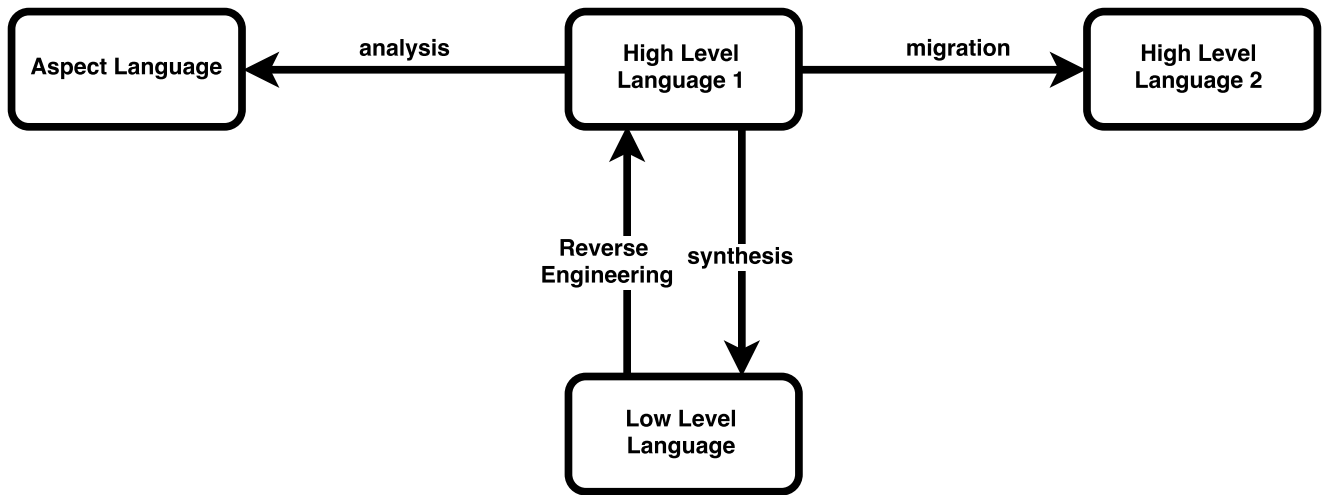 Aspect Language
analysis
High Level
Language 1
migration
High Level
Language 2
Reverse
Engineering
synthesis
Low Level
Language